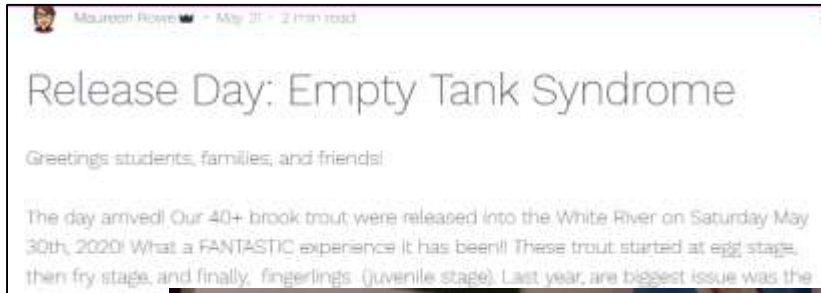 Maureen Rowe · May 31 · 2 min read
Release Day: Empty Tank Syndrome
Greetings students, families, and friends!
The day arrived! Our 40+ brook trout were released into the White River on Saturday May
30th, 2020! What a FANTASTIC experience it has been!! These trout started at egg stage,
then fry stage, and finally, fingerlings (juvenile stage). Last year, are biggest issue was the